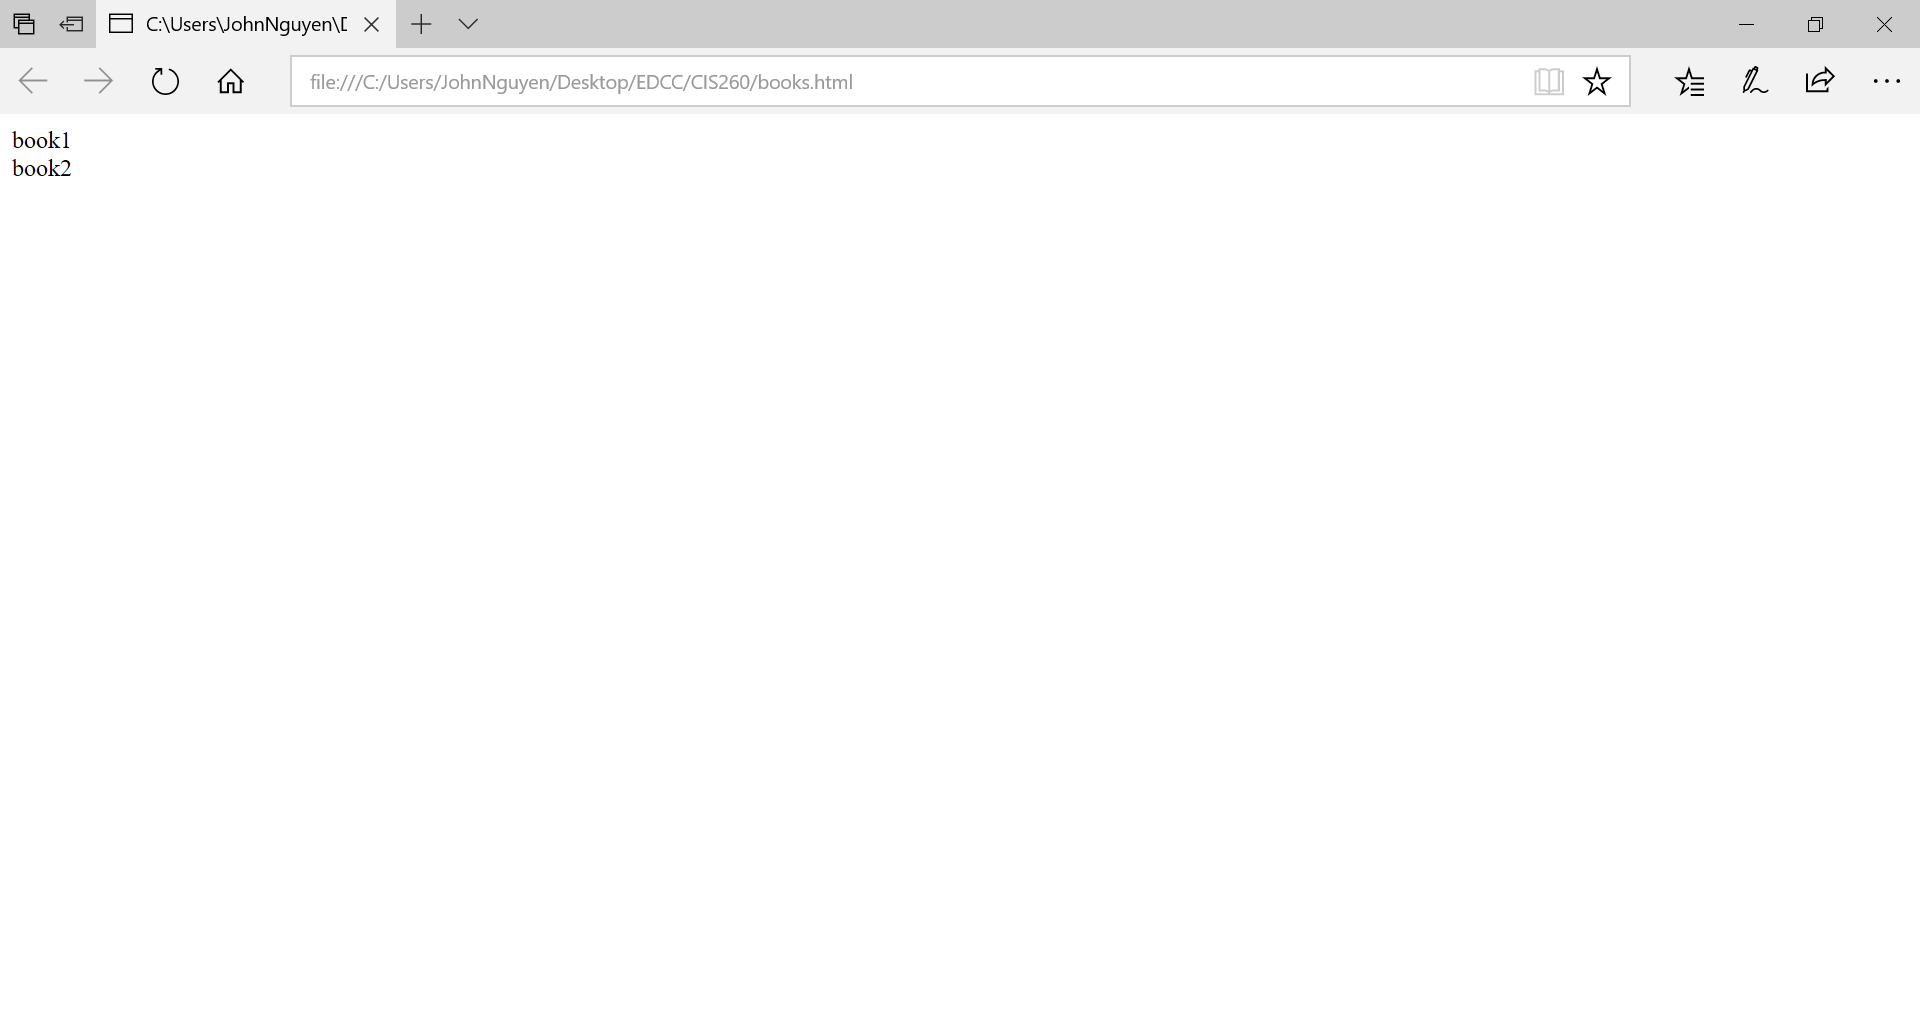 C:\Users\JohnNguyen\D
file:///C:/Users/JohnNguyen/Desktop/EDCC/CIS260/books.html
book1
book2